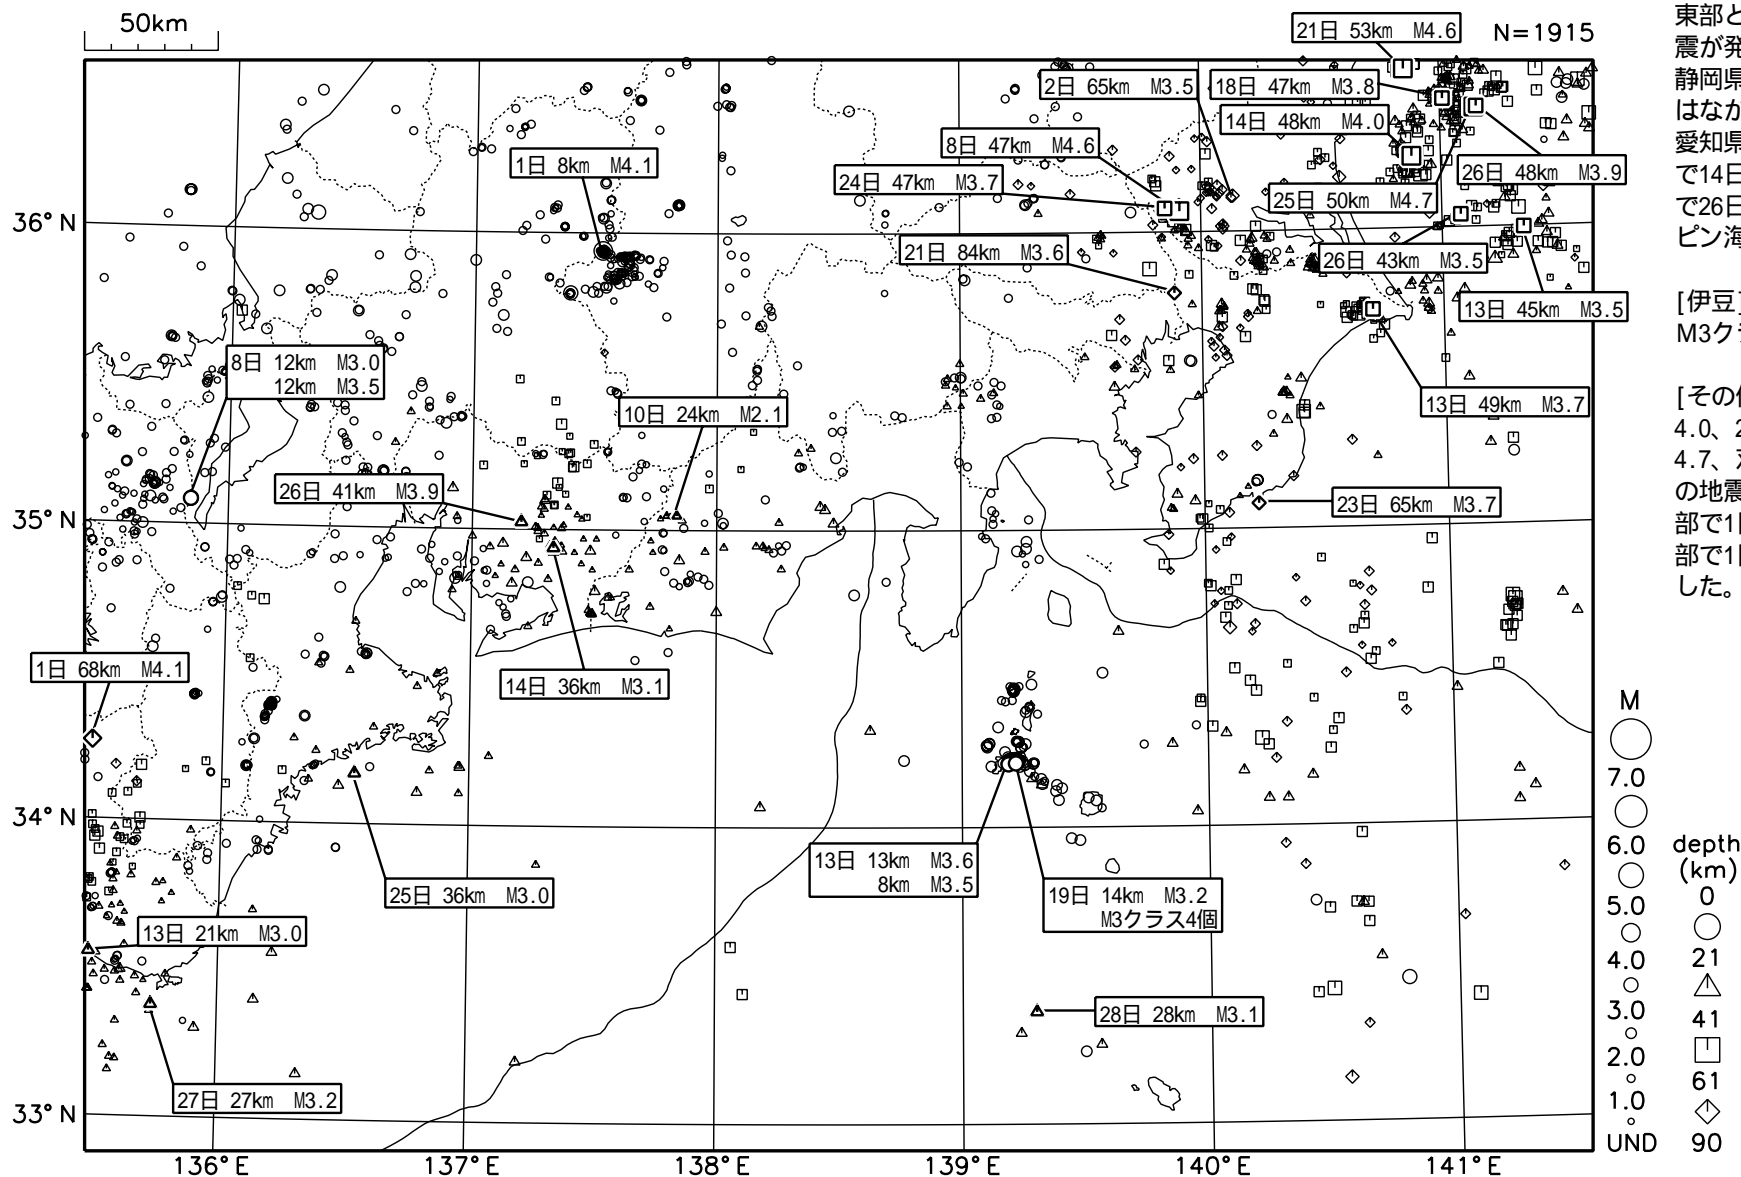 50km
N=1915
21日 53km M4.6
2日 65km M3.5
18日 47km M3.8
14日 48km M4.0
8日 47km M4.6
1日 8km M4.1
24日 47km M3.7
26日 48km M3.9
25日 50km M4.7
36°N
21日 84km M3.6
26日 43km M3.5
13日 45km M3.5
8日 12km M3.0
12km M3.5
10日 24km M2.1
13日 49km M3.7
26日 41km M3.9
23日 65km M3.7
35°N
1日 68km M4.1
14日 36km M3.1
34°N
13日 13km M3.6
8km M3.5
25日 36km M3.0
19日 14km M3.2
M3クラス4個
13日 21km M3.0
28日 28km M3.1
27日 27km M3.2
33°N
136°E
137°E
138°E
139°E
140°E
141°E
M
7.0
6.0
5.0
4.0
3.0
2.0
1.0
UND
depth
(km)
0
21
41
61
90
東部と
震が発
静岡県
はなが
愛知県
で14日
で26日
ピン海
[伊豆]
M3クラ
[その他
4.0、2
4.7、
の地震
部で1日
部で1日
した。